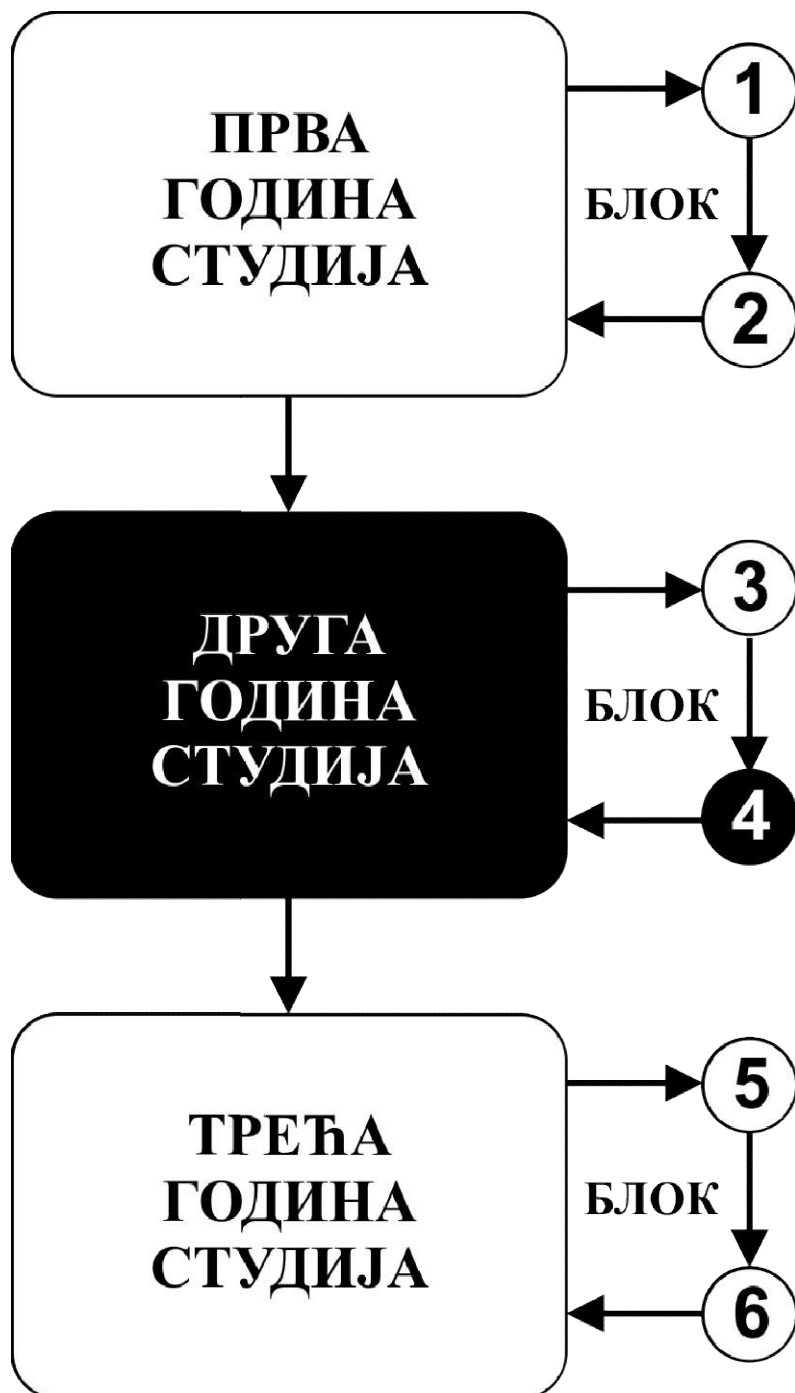 ПРВА
ГОДИНА
СТУДИЈА
1
БЛОК
2
ДРУГА
ГОДИНА
СТУДИЈА
3
БЛОК
4
ТРЕЋА
ГОДИНА
СТУДИЈА
5
БЛОК
6